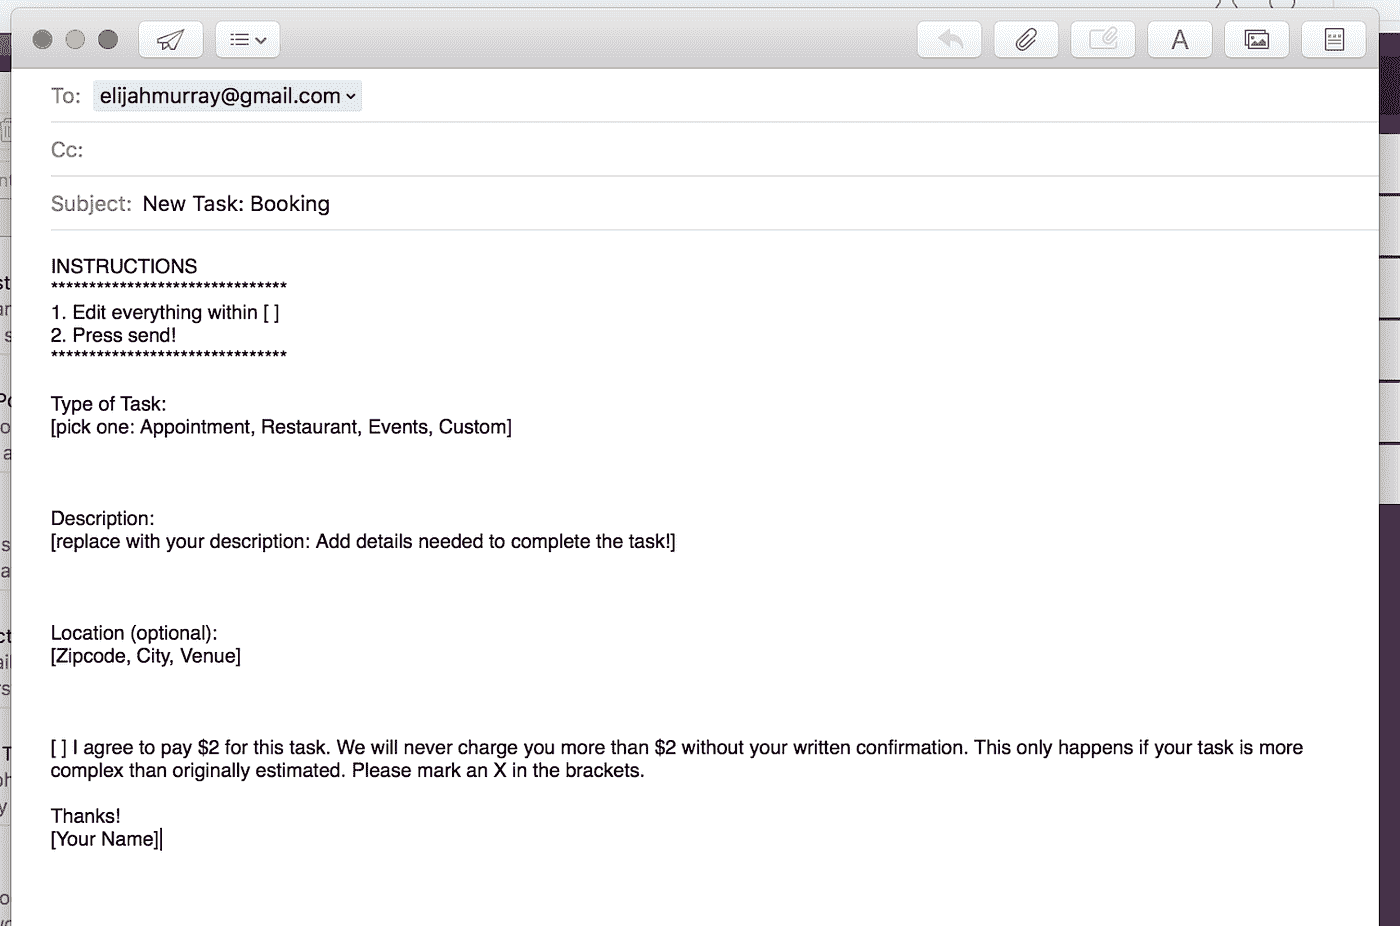 To: elijahmurray@gmail.com
Cc:
Subject: New Task: Booking
INSTRUCTIONS
*******************************
1. Edit everything within [ ]
2. Press send!
*******************************
Type of Task:
[pick one: Appointment, Restaurant, Events, Custom]
Description:
[replace with your description: Add details needed to complete the task!]
Location (optional):
[Zipcode, City, Venue]
[ ] I agree to pay $2 for this task. We will never charge you more than $2 without your written confirmation. This only happens if your task is more
complex than originally estimated. Please mark an X in the brackets.
Thanks!
[Your Name]